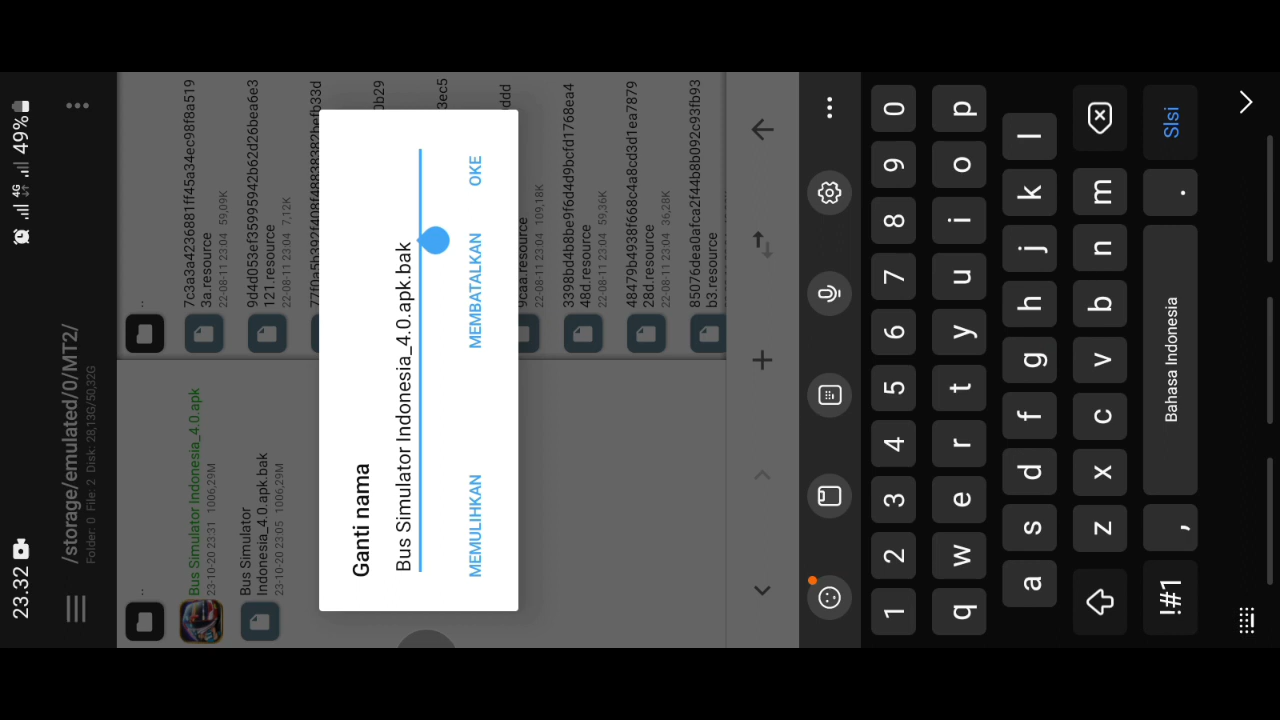 23.32
4G
49%
/storage/emulated/0/MT2/
Folder: 0 File: 2 Disk: 28,13G/50,32G
..
Bus Simulator Indonesia_4.0.apk
23-10-20 23:31 1006,29M
Bus Simulator
Indonesia_4.0.apk.bak
23-10-20 23:05 1006,29M
..
7c3a3a4236881ff45a34ec98f8a519
3a.resource
22-08-11 23:04 59,09K
9d4d053ef35995942b62d26bea6e3
121.resource
22-08-11 23:04 7,12K
9caa.resource
22-08-11 23:04 109,18K
3398bd4b8be9f6d4d9bcfd1768ea4
48d.resource
22-08-11 23:04 59,36K
48479b4938f668c4a8cd3d1ea7879
28d.resource
22-08-11 23:04 36,28K
85076dea0afca2f44b8b092c93fb93
b3.resource
Ganti nama
Bus Simulator Indonesia_4.0.apk.bak
MEMULIHKAN MEMBATALKAN OKE
1 2 3 4 5 6 7 8 9 0
q w e r t y u i o p
a s d f g h j k l
z x c v b n m
!#1 , Bahasa Indonesia . Slsi